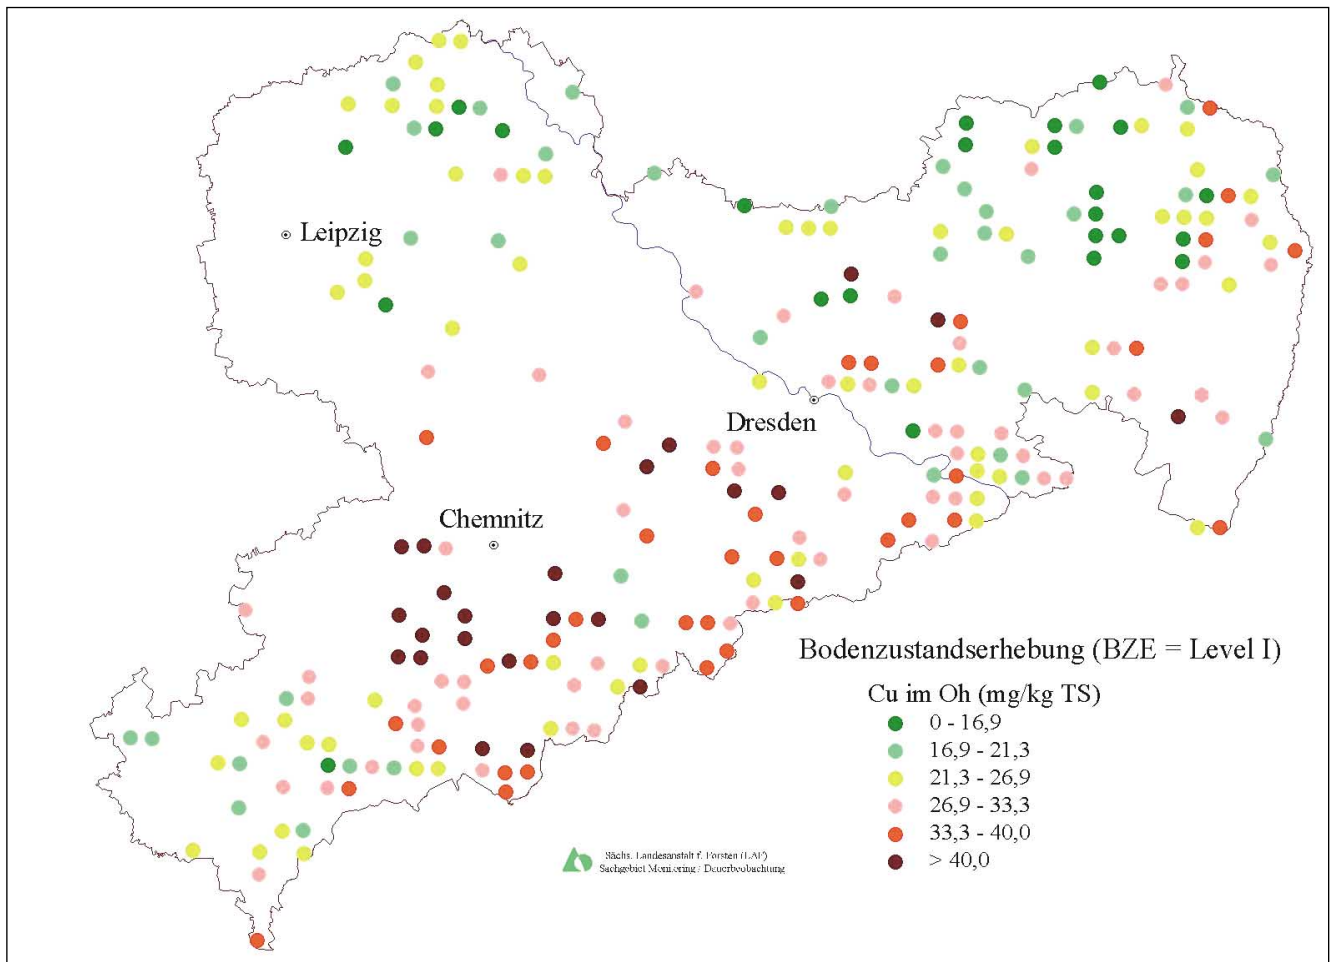 Leipzig
Dresden
Chemnitz
Bodenzustandserhebung (BZE = Level I)
Cu im Oh (mg/kg TS)
0 - 16,9
16,9 - 21,3
21,3 - 26,9
26,9 - 33,3
33,3 - 40,0
> 40,0
Sächs. Landesanstalt f. Forsten (LAF)
Sachgebiet Monitoring / Dauerbeobachtung